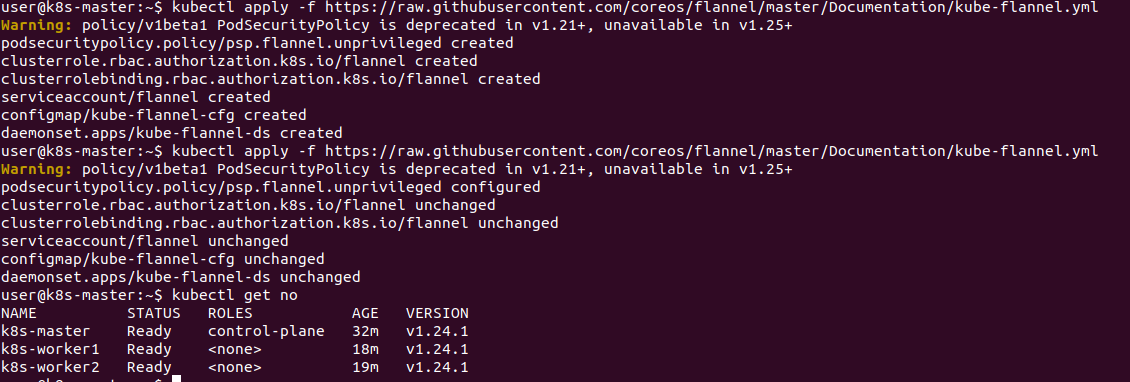 user@k8s-master:~$ kubectl apply -f https://raw.githubusercontent.com/coreos/flannel/master/Documentation/kube-flannel.yml
Warning: policy/v1beta1 PodSecurityPolicy is deprecated in v1.21+, unavailable in v1.25+
podsecuritypolicy.policy/psp.flannel.unprivileged created
clusterrole.rbac.authorization.k8s.io/flannel created
clusterrolebinding.rbac.authorization.k8s.io/flannel created
serviceaccount/flannel created
configmap/kube-flannel-cfg created
daemonset.apps/kube-flannel-ds created
user@k8s-master:~$ kubectl apply -f https://raw.githubusercontent.com/coreos/flannel/master/Documentation/kube-flannel.yml
Warning: policy/v1beta1 PodSecurityPolicy is deprecated in v1.21+, unavailable in v1.25+
podsecuritypolicy.policy/psp.flannel.unprivileged configured
clusterrole.rbac.authorization.k8s.io/flannel unchanged
clusterrolebinding.rbac.authorization.k8s.io/flannel unchanged
serviceaccount/flannel unchanged
configmap/kube-flannel-cfg unchanged
daemonset.apps/kube-flannel-ds unchanged
user@k8s-master:~$ kubectl get no
NAME          STATUS   ROLES           AGE   VERSION
k8s-master    Ready    control-plane   32m   v1.24.1
k8s-worker1   Ready    <none>          18m   v1.24.1
k8s-worker2   Ready    <none>          19m   v1.24.1